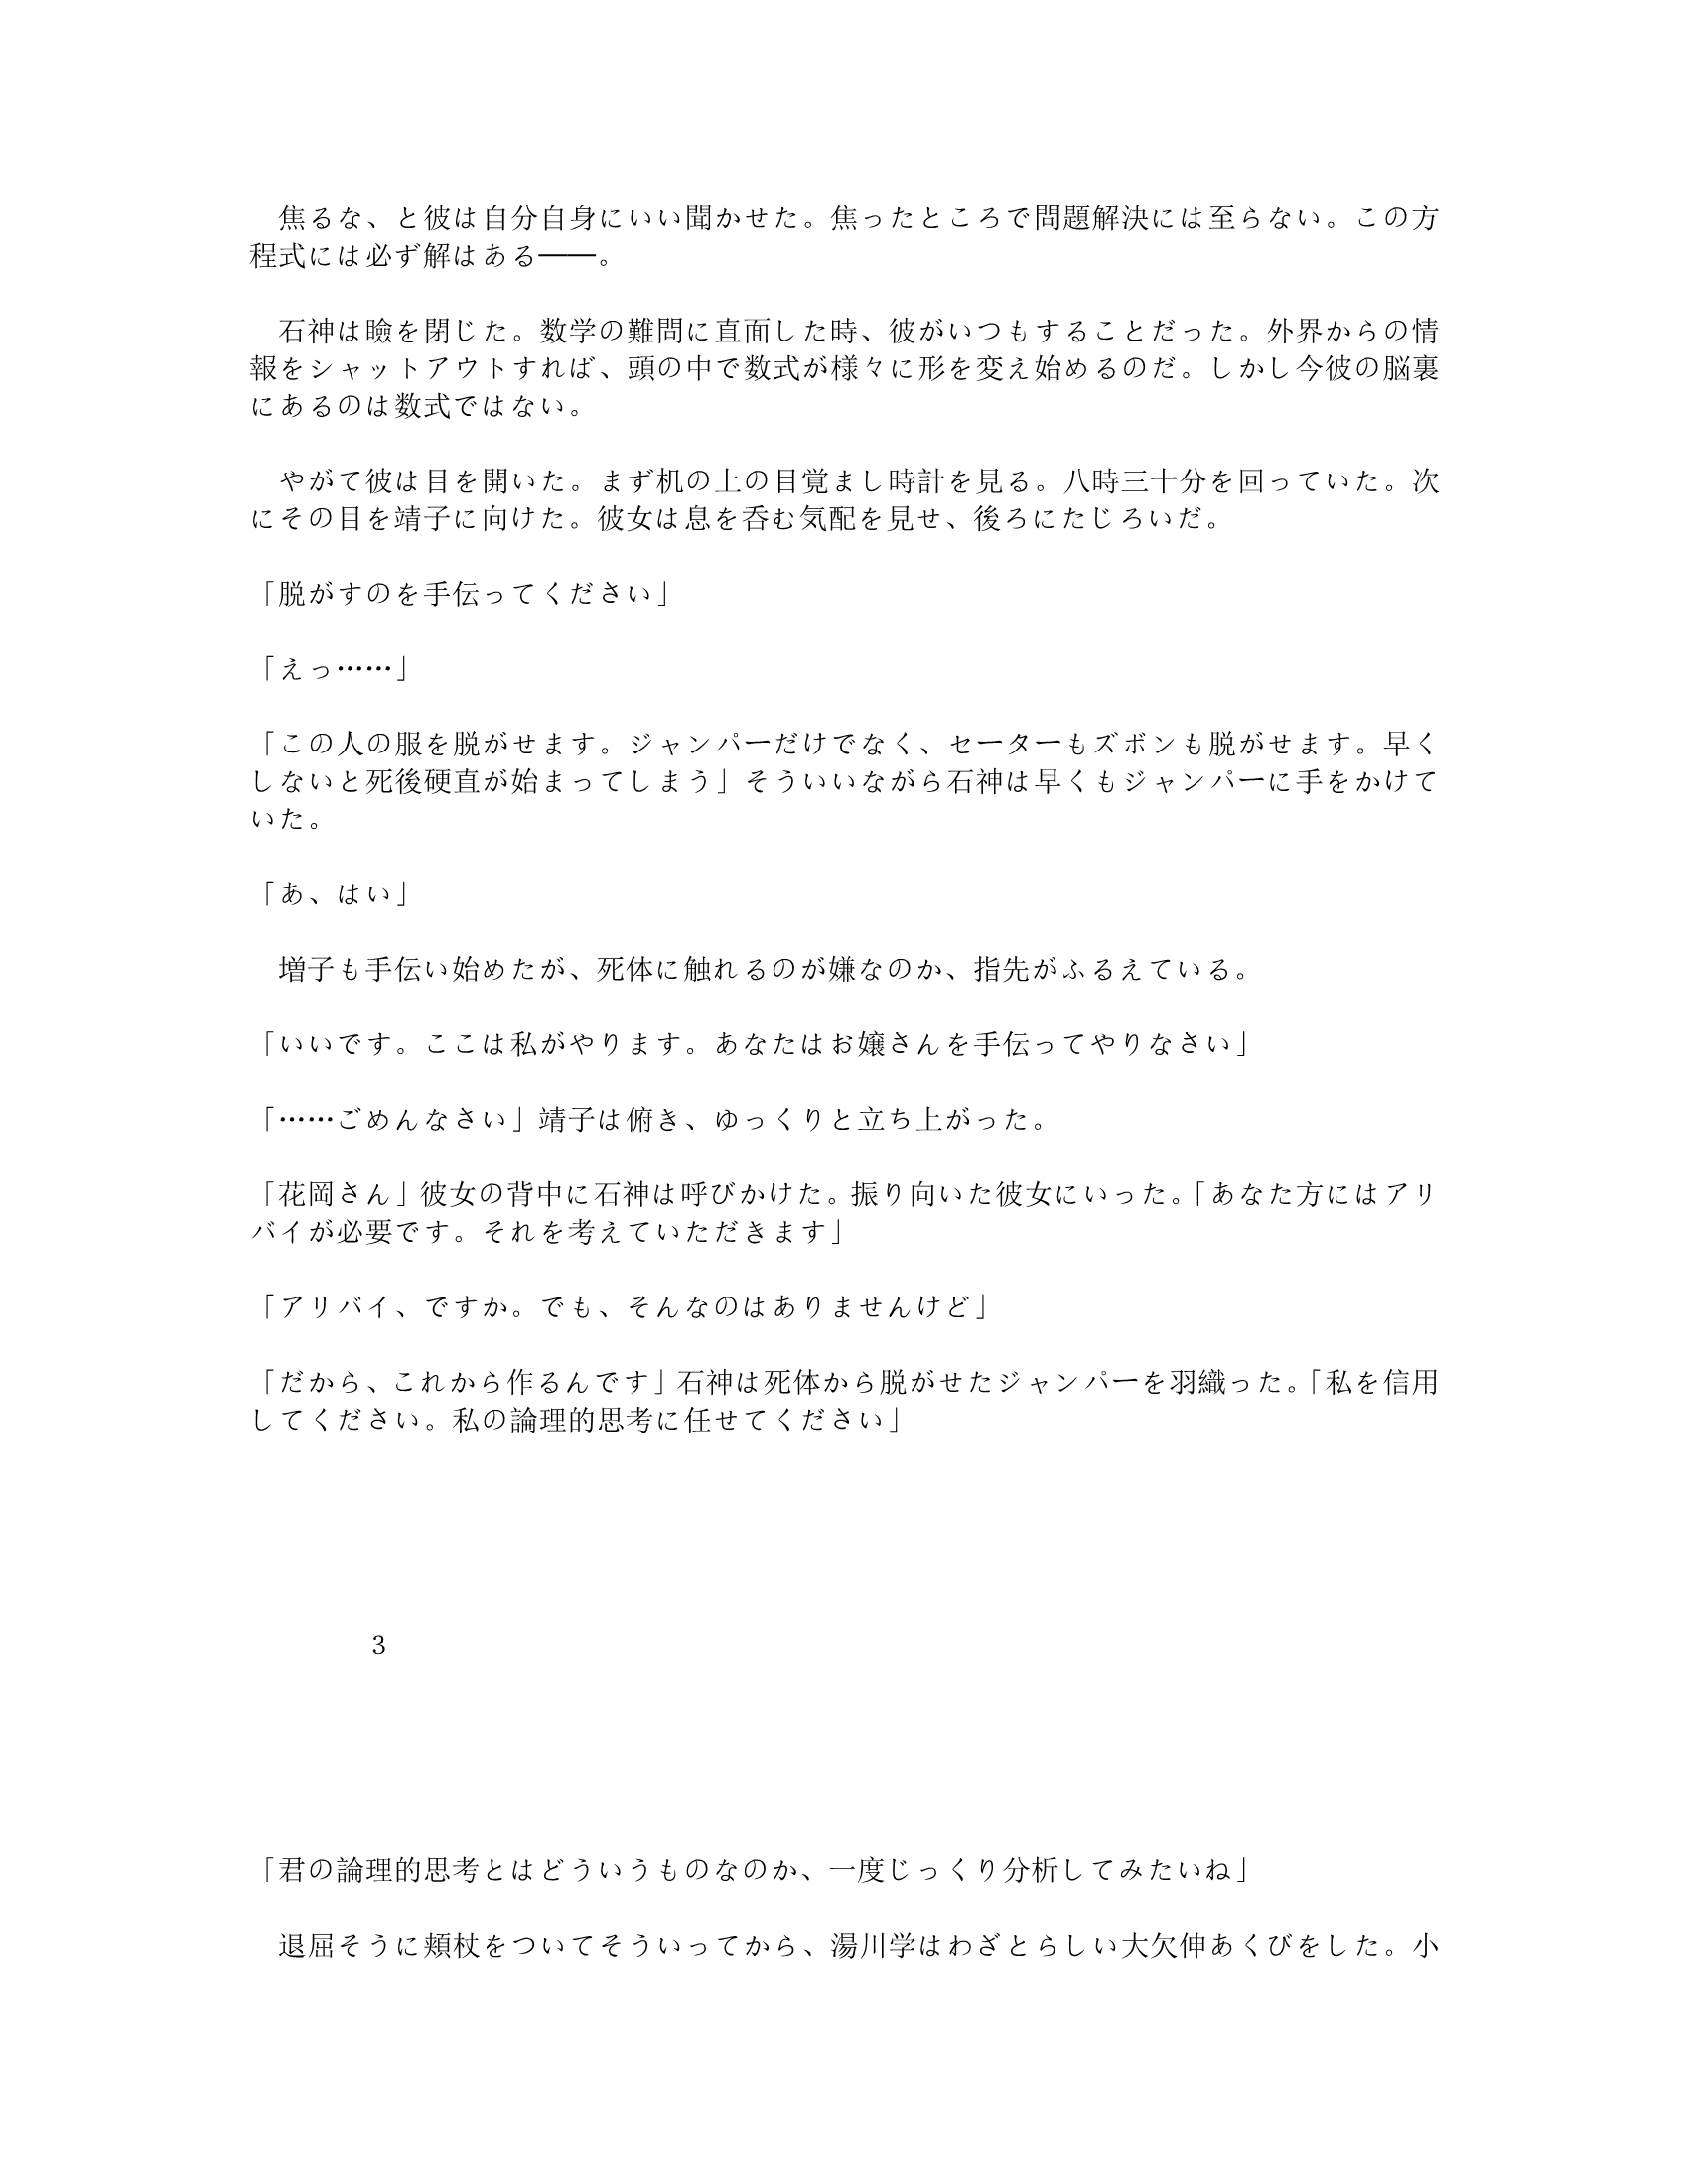 焦るな、と彼は自分自身にいい聞かせた。焦ったところで問題解決には至らない。この方
程式には必ず解はある――。
　石神は瞼を閉じた。数学の難問に直面した時、彼がいつもすることだった。外界からの情
報をシャットアウトすれば、頭の中で数式が様々に形を変え始めるのだ。しかし今彼の脳裏
にあるのは数式ではない。
　やがて彼は目を開いた。まず机の上の目覚まし時計を見る。八時三十分を回っていた。次
にその目を靖子に向けた。彼女は息を呑む気配を見せ、後ろにたじろいだ。
「脱がすのを手伝ってください」
「えっ……」
「この人の服を脱がせます。ジャンパーだけでなく、セーターもズボンも脱がせます。早く
しないと死後硬直が始まってしまう」そういいながら石神は早くもジャンパーに手をかけて
いた。
「あ、はい」
　増子も手伝い始めたが、死体に触れるのが嫌なのか、指先がふるえている。
「いいです。ここは私がやります。あなたはお嬢さんを手伝ってやりなさい」
「……ごめんなさい」靖子は俯き、ゆっくりと立ち上がった。
「花岡さん」彼女の背中に石神は呼びかけた。振り向いた彼女にいった。「あなた方にはアリ
バイが必要です。それを考えていただきます」
「アリバイ、ですか。でも、そんなのはありませんけど」
「だから、これから作るんです」石神は死体から脱がせたジャンパーを羽織った。「私を信用
してください。私の論理的思考に任せてください」
3
「君の論理的思考とはどういうものなのか、一度じっくり分析してみたいね」
　退屈そうに頬杖をついてそういってから、湯川学はわざとらしい大欠伸あくびをした。小